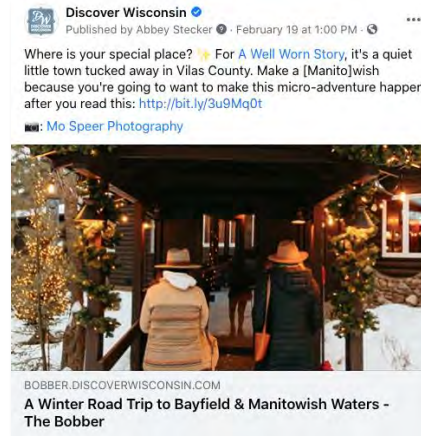 Discover Wisconsin
Published by Abbey Stecker · February 19 at 1:00 PM ·
Where is your special place? ✨ For A Well Worn Story, it's a quiet
little town tucked away in Vilas County. Make a [Manito]wish
because you're going to want to make this micro-adventure happen
after you read this: http://bit.ly/3u9Mq0t
📷: Mo Speer Photography
BOBBER.DISCOVERWISCONSIN.COM
A Winter Road Trip to Bayfield & Manitowish Waters -
The Bobber